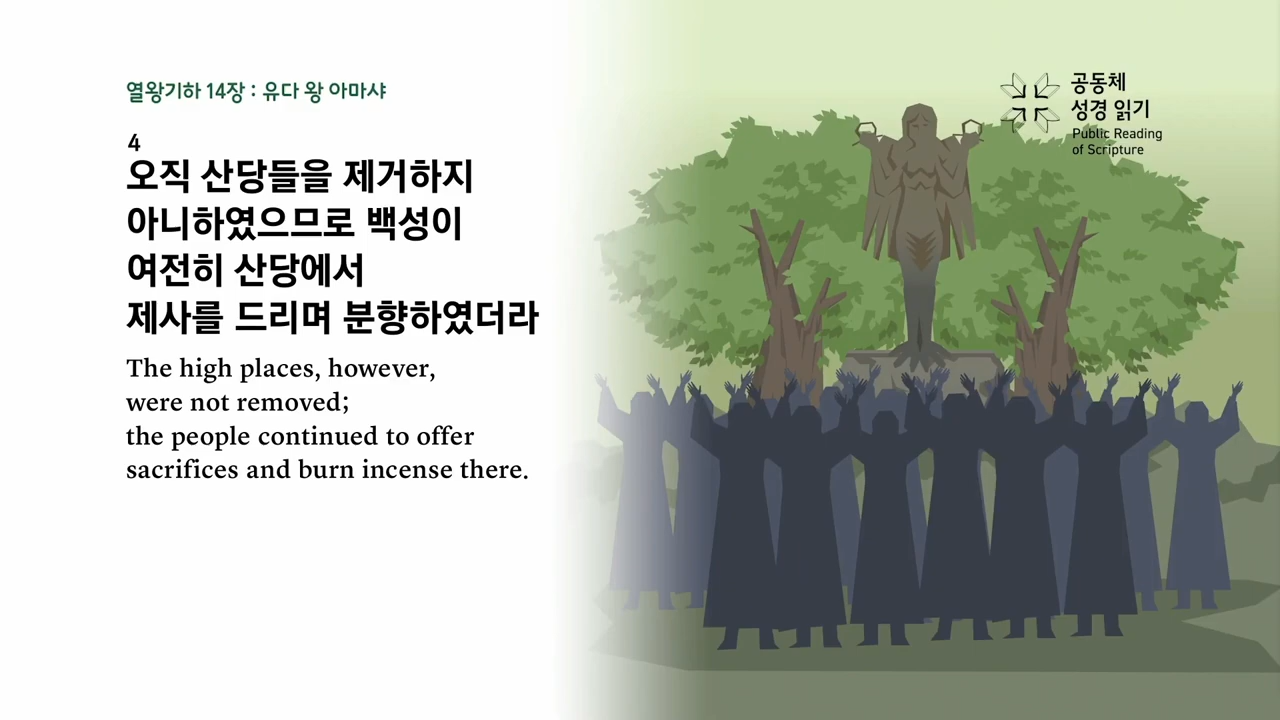 열왕기하 14장 : 유다 왕 아마샤
4
오직 산당들을 제거하지
아니하였으므로 백성이
여전히 산당에서
제사를 드리며 분향하였더라
The high places, however,
were not removed;
the people continued to offer
sacrifices and burn incense there.
공동체
성경 읽기
Public Reading
of Scripture